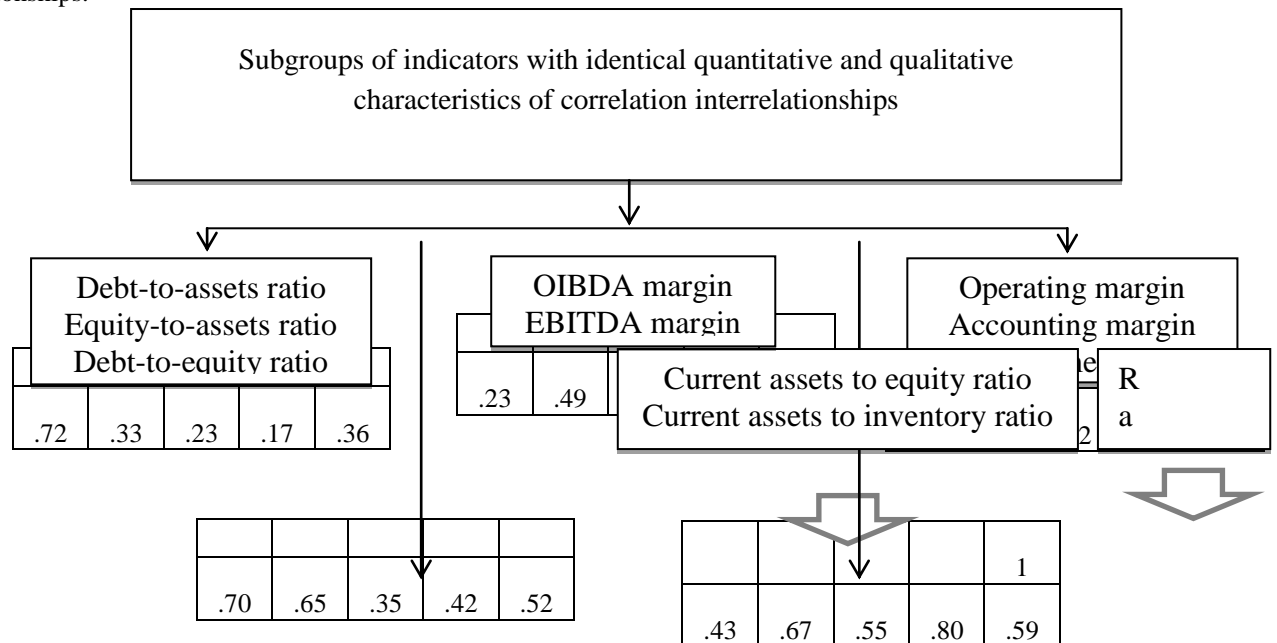 Subgroups of indicators with identical quantitative and qualitative
characteristics of correlation interrelationships
Debt-to-assets ratio
Equity-to-assets ratio
Debt-to-equity ratio
.72 .33 .23 .17 .36
OIBDA margin
EBITDA margin
.23 .49
Operating margin
Accounting margin
Current assets to equity ratio
Current assets to inventory ratio
R
a
2
.70 .65 .35 .42 .52
1
.43 .67 .55 .80 .59